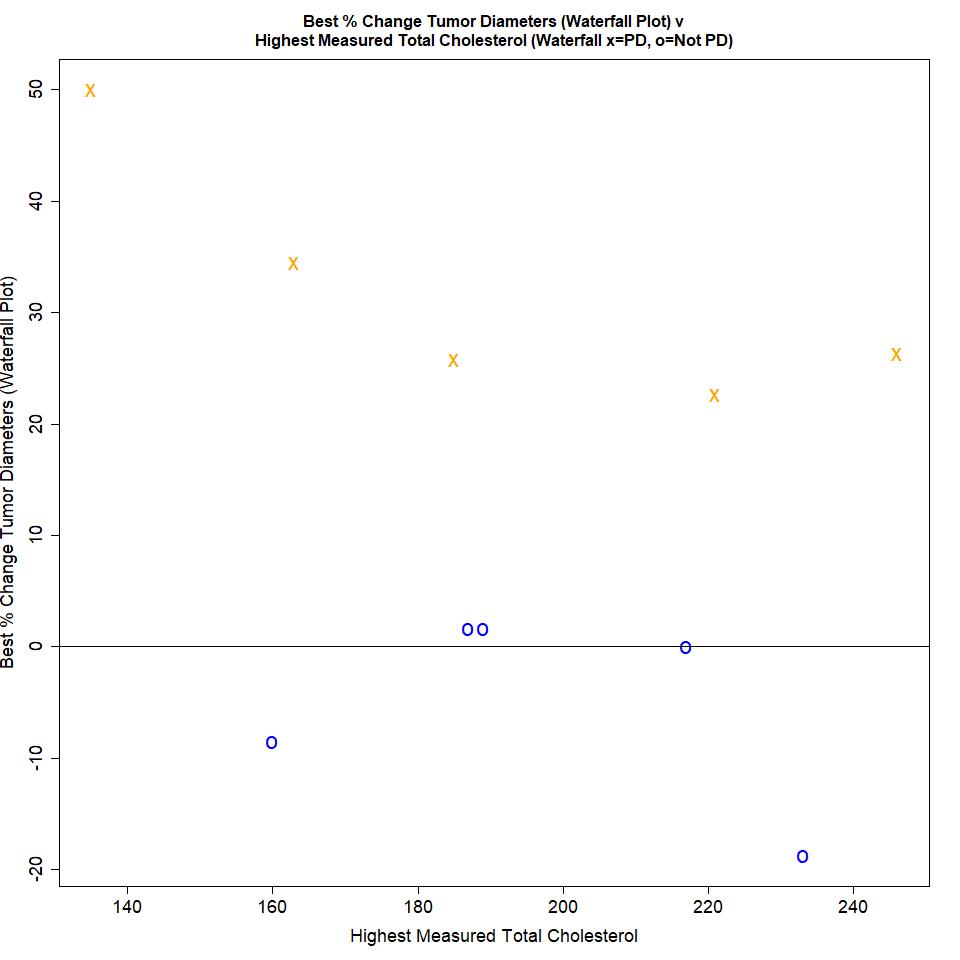 Best % Change Tumor Diameters (Waterfall Plot) v
Highest Measured Total Cholesterol (Waterfall x=PD, o=Not PD)
Best % Change Tumor Diameters (Waterfall Plot)
50
40
30
20
10
0
-10
-20
X
X
X
X
X
O O
O
O
O
140 160 180 200 220 240
Highest Measured Total Cholesterol